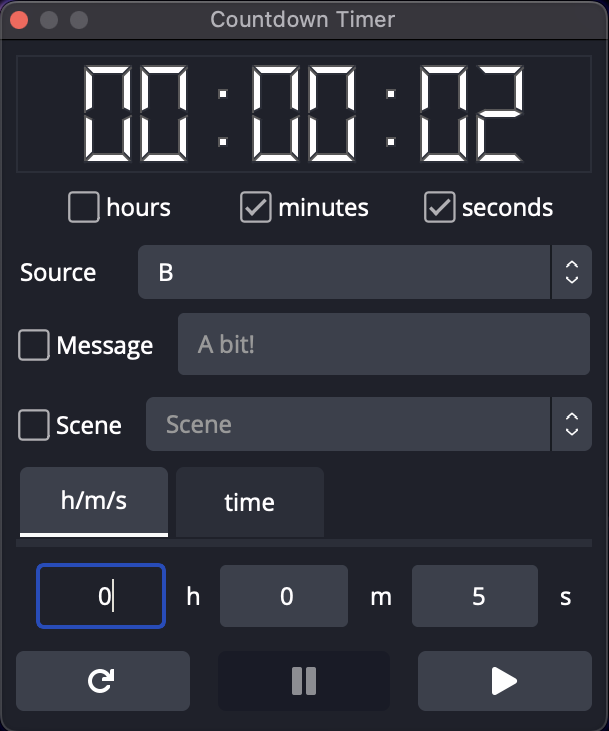 Countdown Timer
00:00:02
hours minutes seconds
Source B
Message A bit!
Scene Scene
h/m/s time
0 h 0 m 5 s